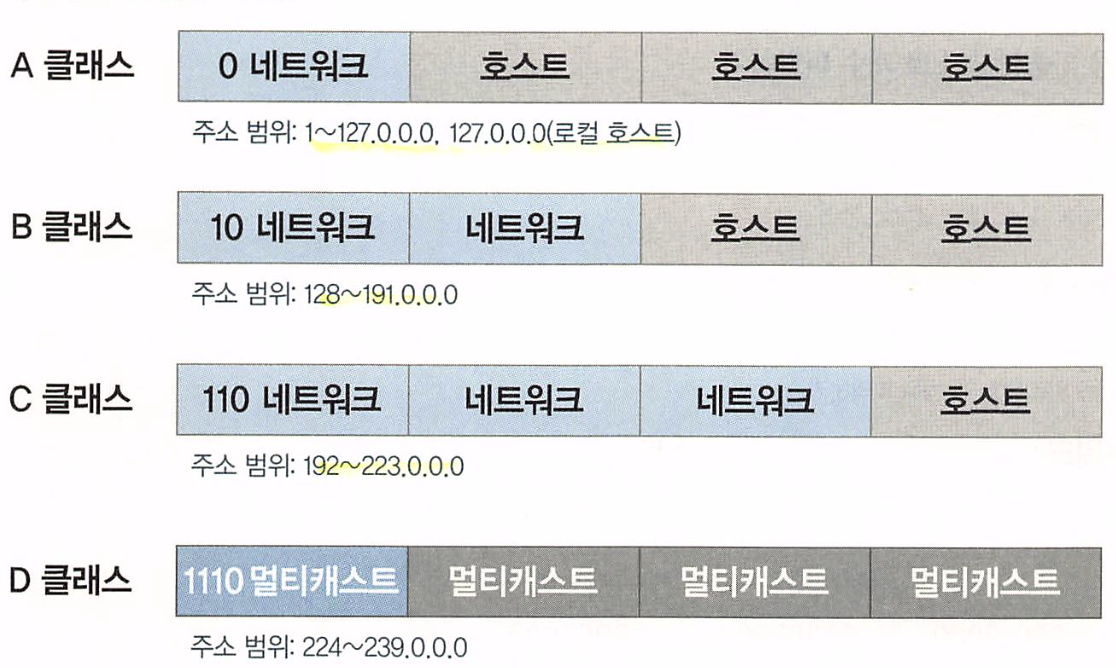 A 클래스 0 네트워크 호스트 호스트 호스트
주소 범위: 1~127.0.0.0, 127.0.0.0(로컬 호스트)
B 클래스 10 네트워크 네트워크 호스트 호스트
주소 범위: 128~191.0.0.0
C 클래스 110 네트워크 네트워크 네트워크 호스트
주소 범위: 192~223.0.0.0
D 클래스 1110 멀티캐스트 멀티캐스트 멀티캐스트 멀티캐스트
주소 범위: 224~239.0.0.0